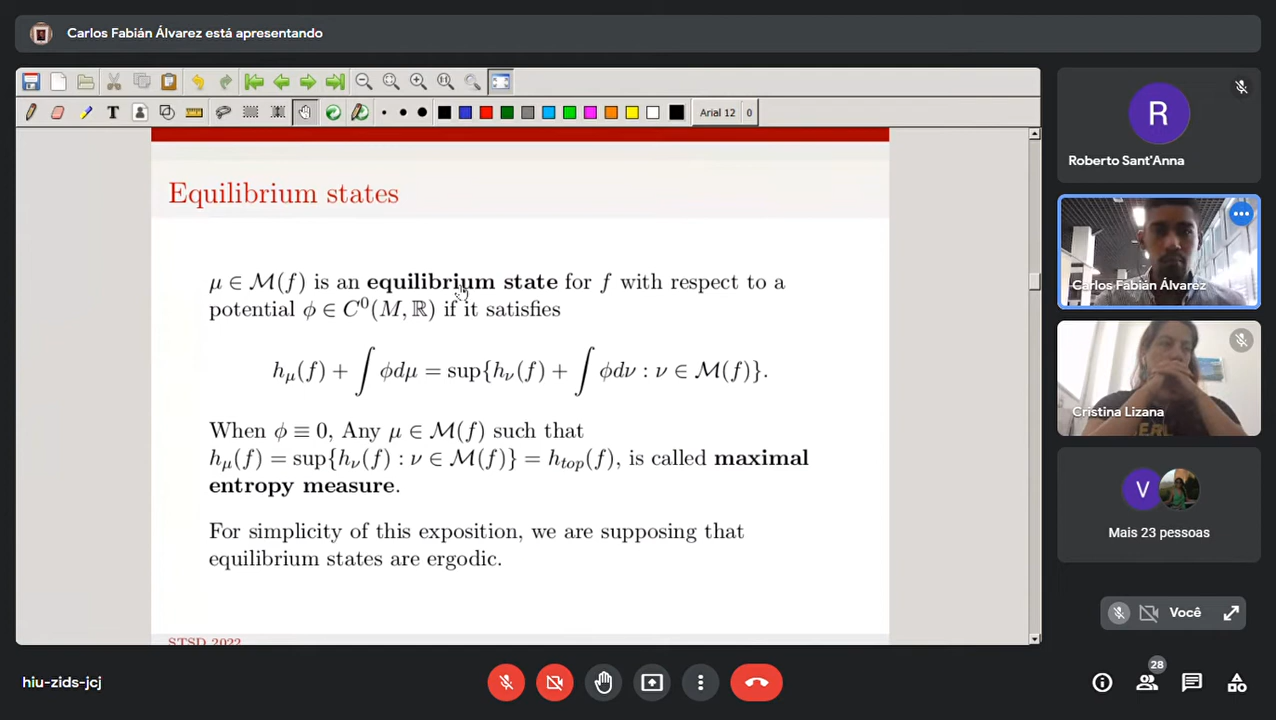 Carlos Fabián Álvarez está apresentando
T
Arial 12 0
Equilibrium states
μ ∈ M(f) is an equilibrium state for f with respect to a
potential ϕ ∈ C⁰(M, ℝ) if it satisfies
h_μ(f) + ∫ ϕdμ = sup{h_ν(f) + ∫ ϕdν : ν ∈ M(f)}.
When ϕ ≡ 0, Any μ ∈ M(f) such that
h_μ(f) = sup{h_ν(f) : ν ∈ M(f)} = h_top(f), is called maximal
entropy measure.
For simplicity of this exposition, we are supposing that
equilibrium states are ergodic.
STSD 2022
R
Roberto Sant'Anna
Carlos Fabián Álvarez
Cristina Lizana
V
Mais 23 pessoas
Você
hiu-zids-jcj
28